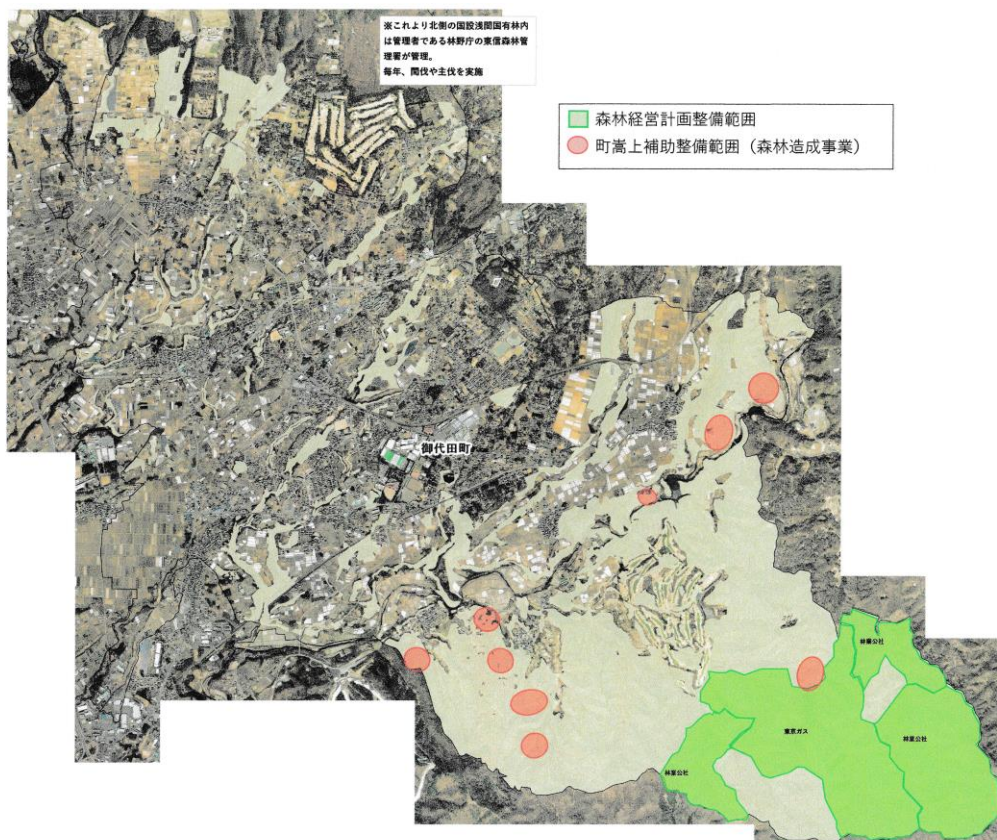 ※これより北側の国設浅間国有林内
は管理者である林野庁の東信森林管
理署が管理。
毎年、間伐や主伐を実施
森林経営計画整備範囲
町嵩上補助整備範囲（森林造成事業）
御代田町
林業公社
東京ガス
林業公社
林業公社